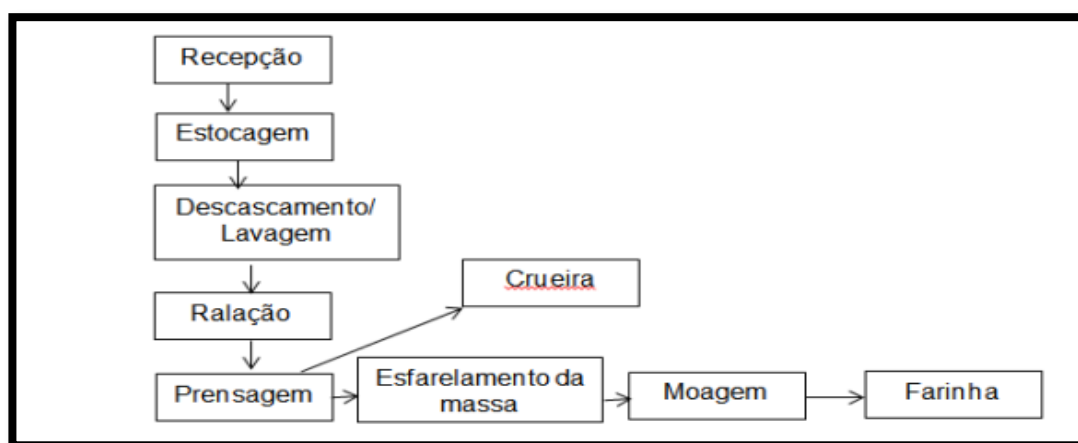 Recepção
Estocagem
Descascamento/
Lavagem
Ralação
Crueira
Prensagem
Esfarelamento da
massa
Moagem
Farinha